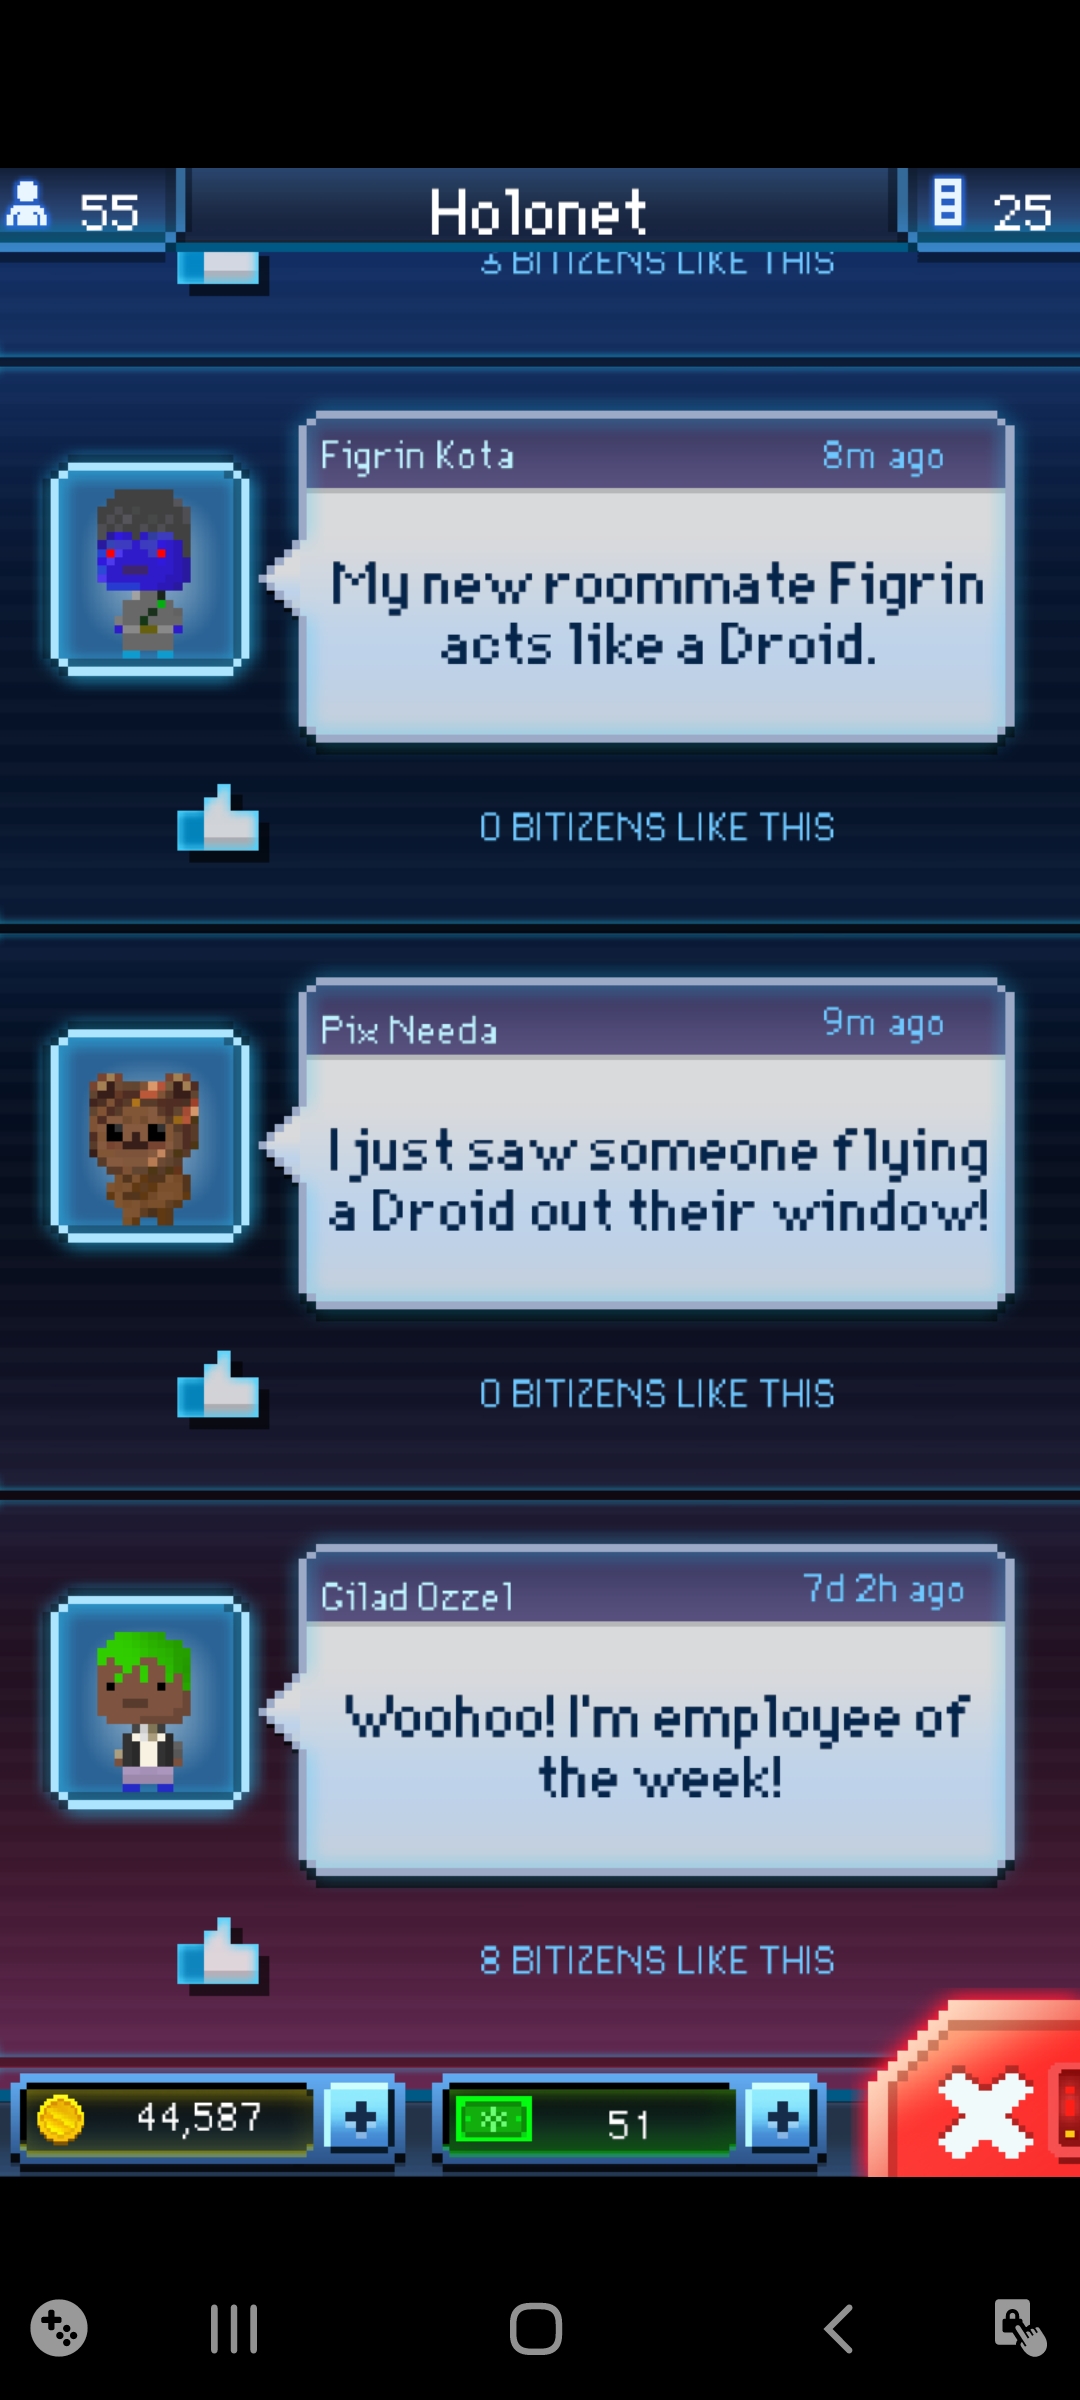 55
Holonet
25
BITIZENS LIKE THIS
Figrin Kota
8m ago
My new roommate Figrin
acts like a Droid.
0 BITIZENS LIKE THIS
Pix Needa
9m ago
I just saw someone flying
a Droid out their window!
0 BITIZENS LIKE THIS
Gilad Ozzel
7d 2h ago
Woohoo! I'm employee of
the week!
8 BITIZENS LIKE THIS
44,587
51